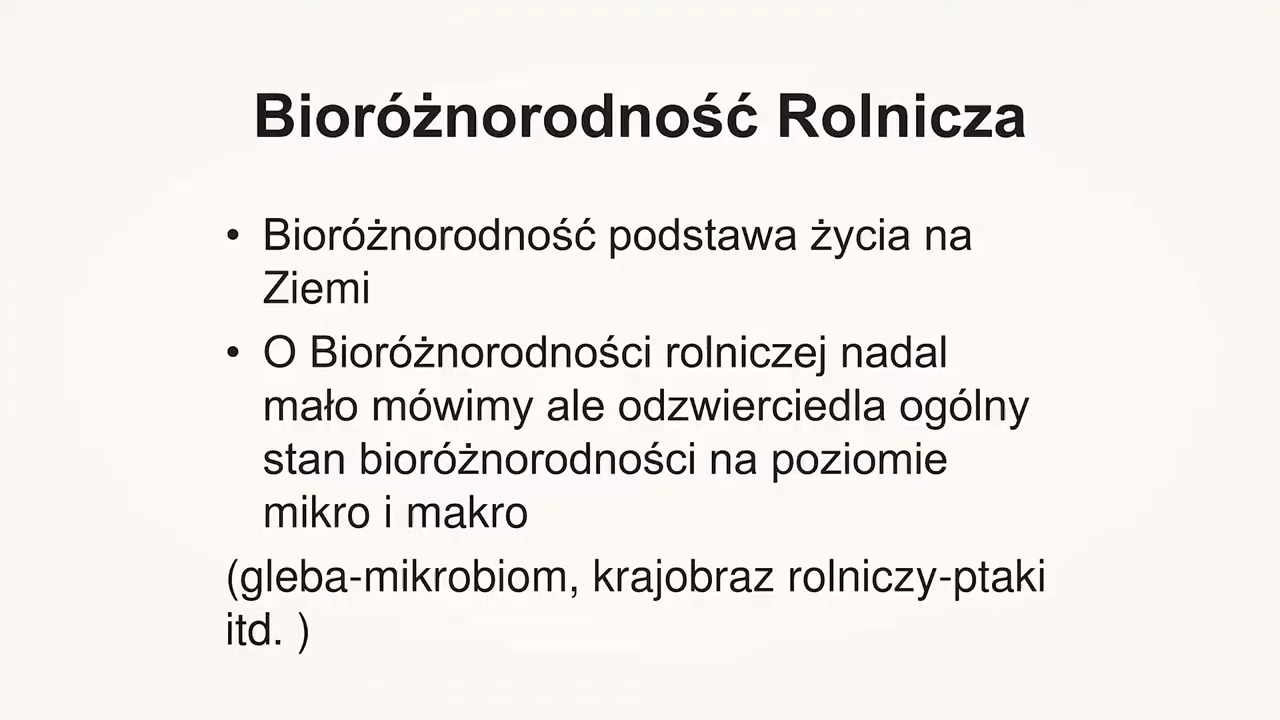 Bioróżnorodność Rolnicza
• Bioróżnorodność podstawa życia na
Ziemi
• O Bioróżnorodności rolniczej nadal
mało mówimy ale odzwierciedla ogólny
stan bioróżnorodności na poziomie
mikro i makro
(gleba-mikrobiom, krajobraz rolniczy-ptaki
itd. )